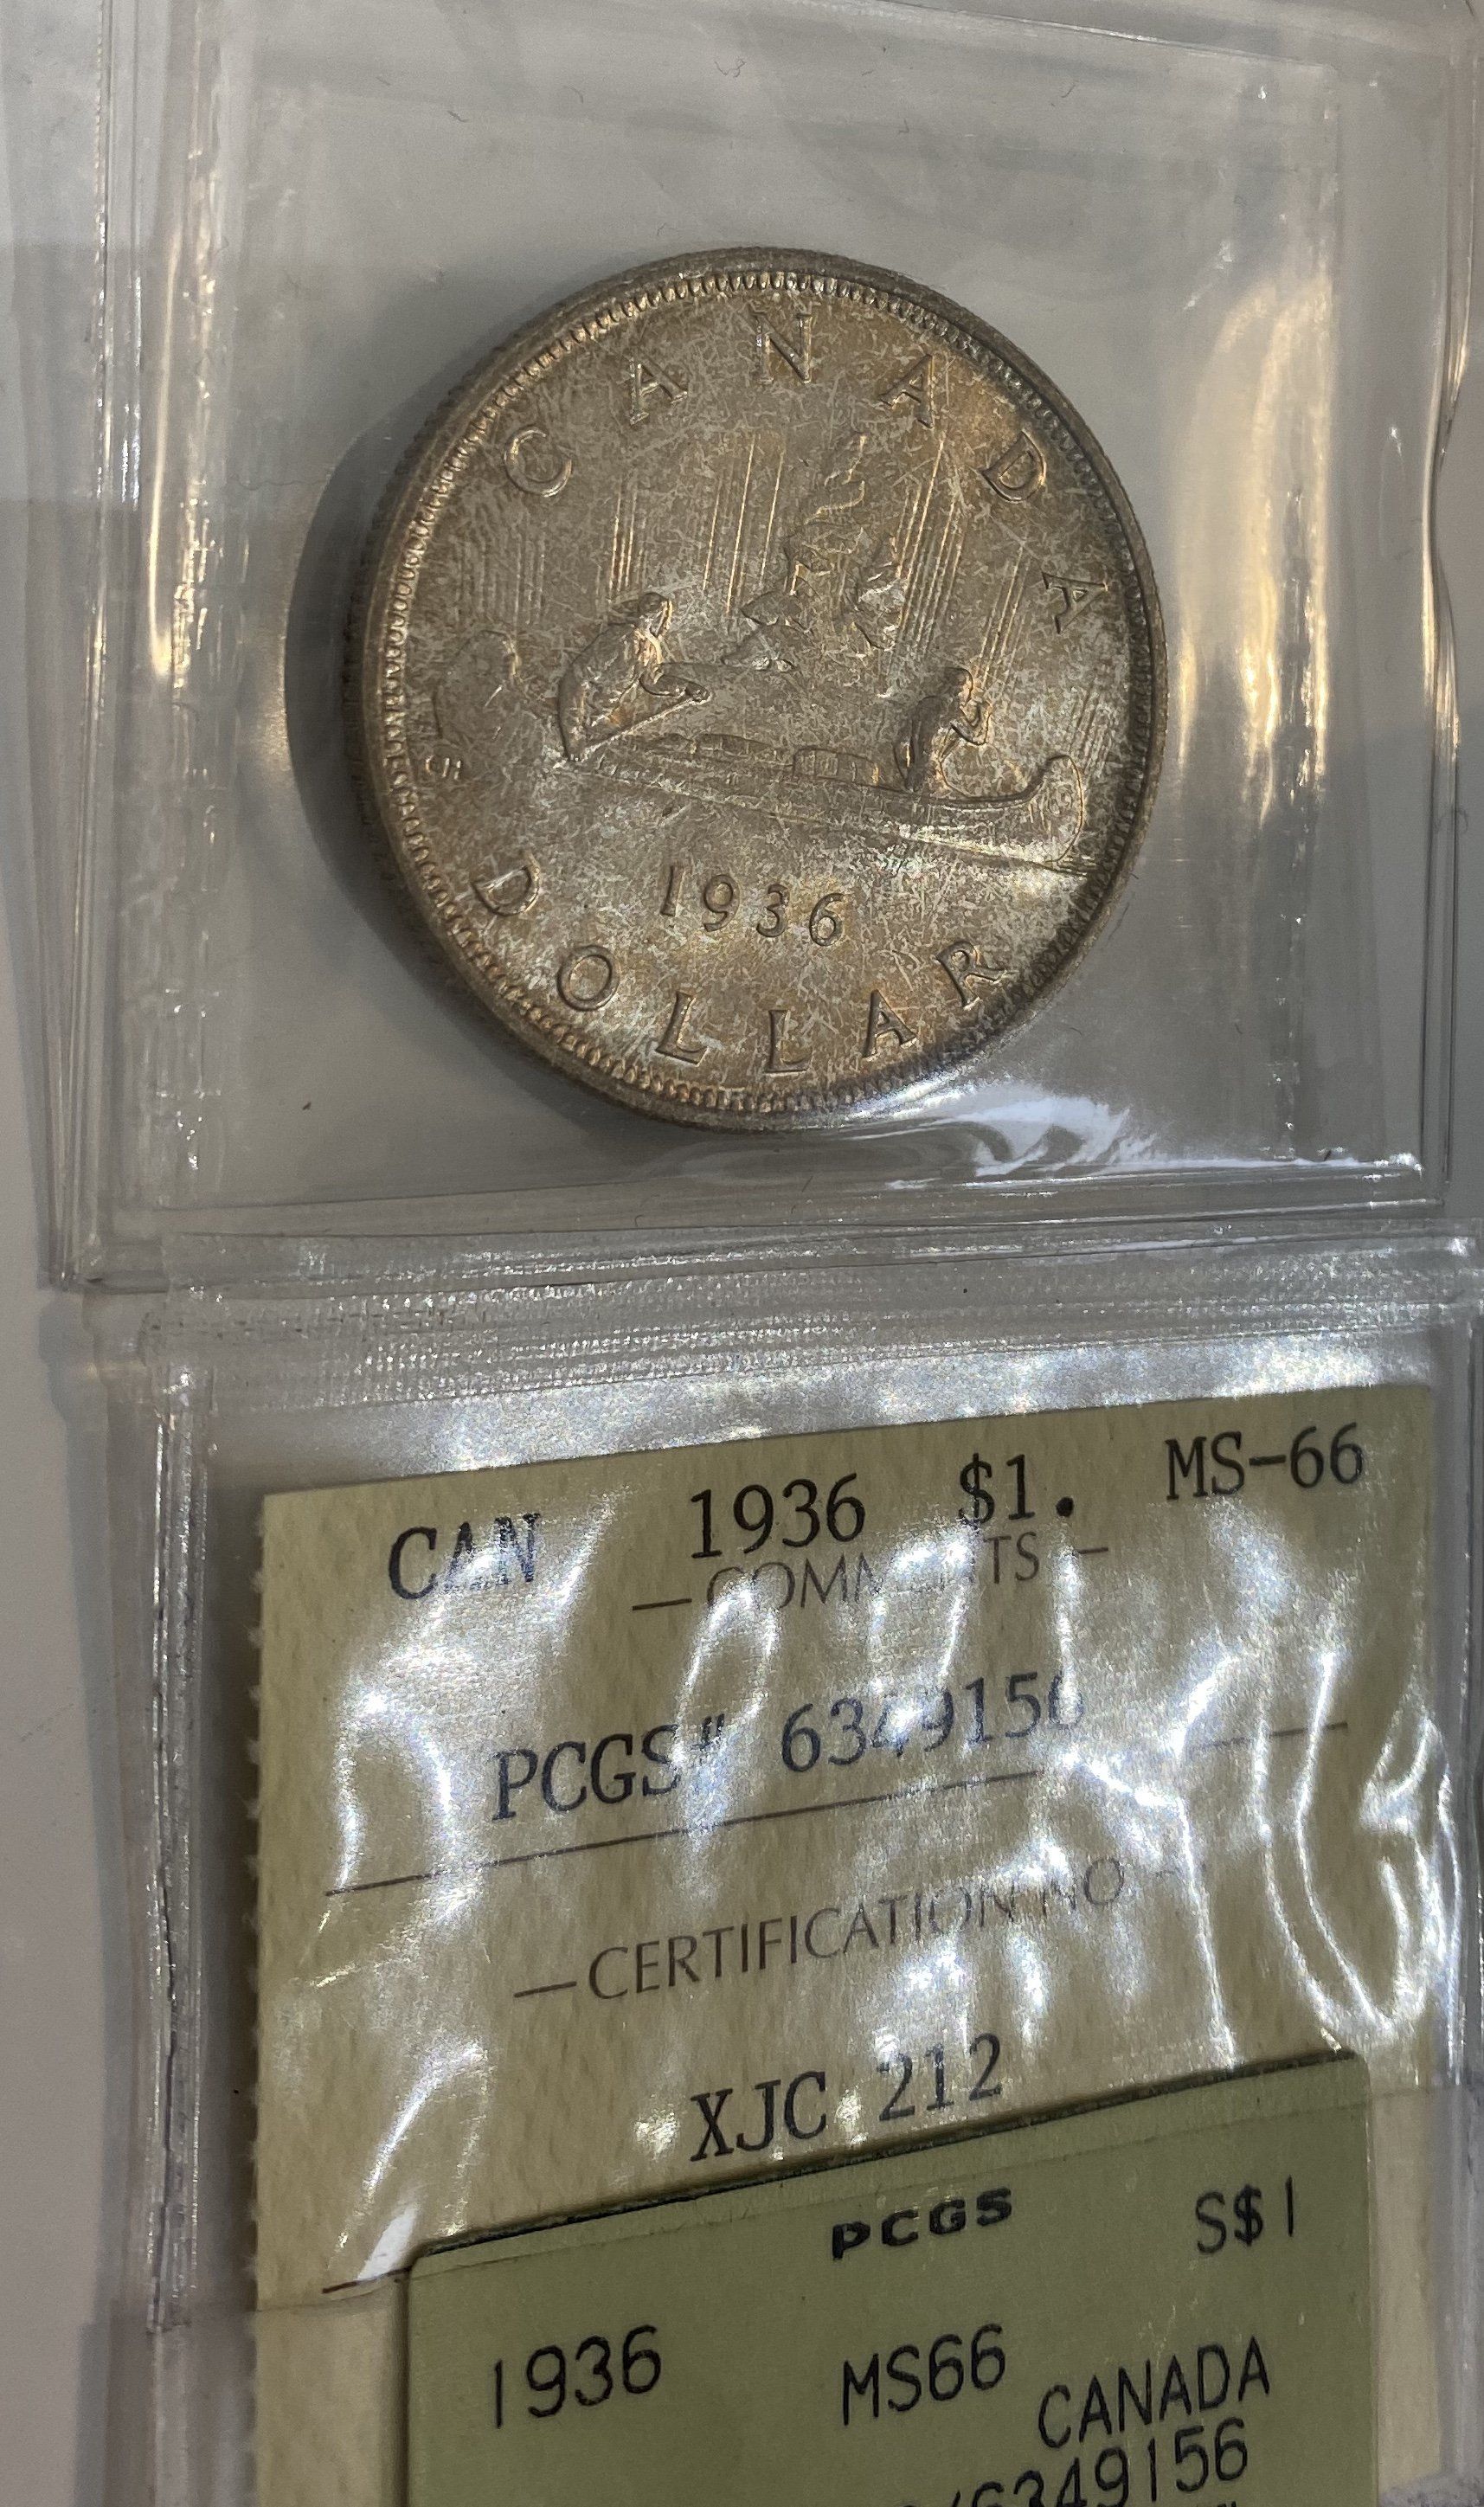 CANADA
EH
1936
DOLLAR
CAN 1936 $1. MS-66
—COMMENTS—
PCGS# 6349156
—CERTIFICATION NO.
XJC 212
PCGS S$1
1936 MS66
CANADA
/6349156